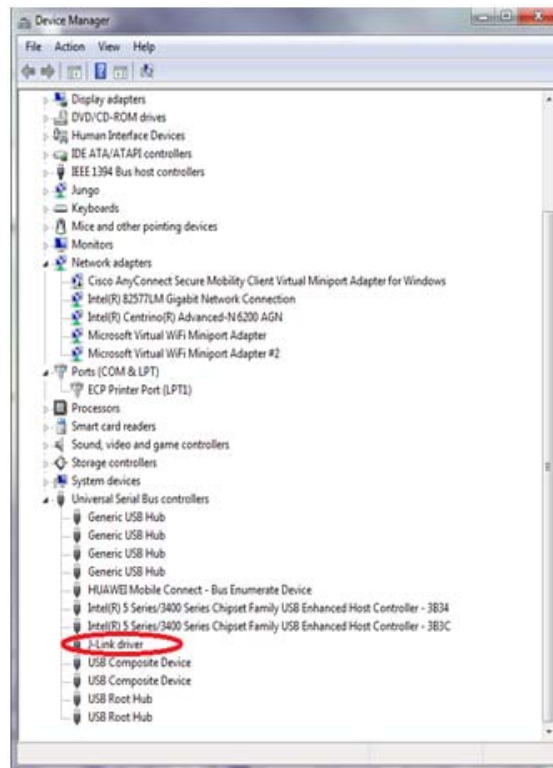 Device Manager
File Action View Help
Display adapters
DVD/CD-ROM drives
Human Interface Devices
IDE ATA/ATAPI controllers
IEEE 1394 Bus host controllers
Jungo
Keyboards
Mice and other pointing devices
Monitors
Network adapters
Cisco AnyConnect Secure Mobility Client Virtual Miniport Adapter for Windows
Intel(R) 82577LM Gigabit Network Connection
Intel(R) Centrino(R) Advanced-N 6200 AGN
Microsoft Virtual WiFi Miniport Adapter
Microsoft Virtual WiFi Miniport Adapter #2
Ports (COM & LPT)
ECP Printer Port (LPT1)
Processors
Smart card readers
Sound, video and game controllers
Storage controllers
System devices
Universal Serial Bus controllers
Generic USB Hub
Generic USB Hub
Generic USB Hub
Generic USB Hub
HUAWEI Mobile Connect - Bus Enumerate Device
Intel(R) 5 Series/3400 Series Chipset Family USB Enhanced Host Controller - 3B34
Intel(R) 5 Series/3400 Series Chipset Family USB Enhanced Host Controller - 3B3C
J-Link driver
USB Composite Device
USB Composite Device
USB Root Hub
USB Root Hub